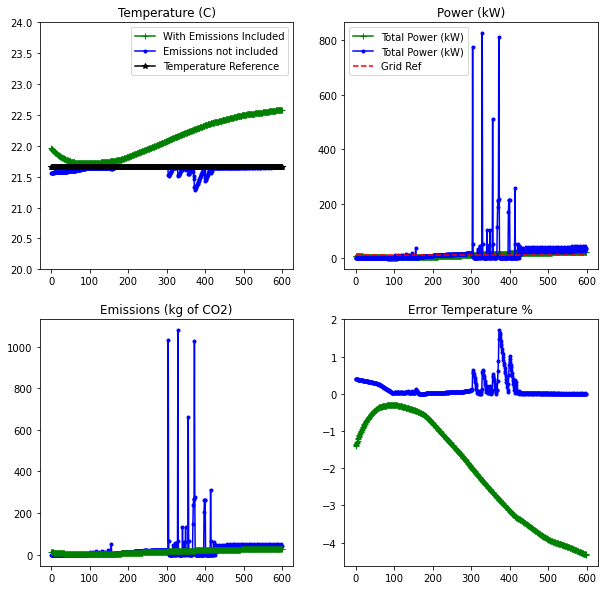 Temperature (C)
24.0
23.5
23.0
22.5
22.0
21.5
21.0
20.5
20.0
With Emissions Included
Emissions not included
Temperature Reference
0 100 200 300 400 500 600
Power (kW)
800
600
400
200
0
Total Power (kW)
Total Power (kW)
Grid Ref
0 100 200 300 400 500 600
Emissions (kg of CO2)
1000
800
600
400
200
0
0 100 200 300 400 500 600
Error Temperature %
2
1
0
−1
−2
−3
−4
0 100 200 300 400 500 600